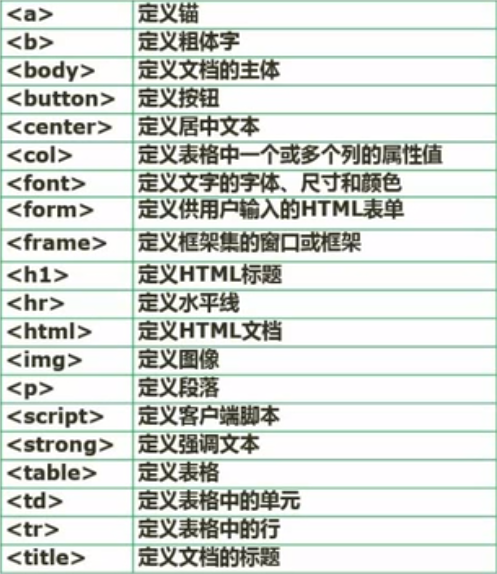 <a> 定义锚
<b> 定义粗体字
<body> 定义文档的主体
<button> 定义按钮
<center> 定义居中文本
<col> 定义表格中一个或多个列的属性值
<font> 定义文字的字体、尺寸和颜色
<form> 定义供用户输入的HTML表单
<frame> 定义框架集的窗口或框架
<h1> 定义HTML标题
<hr> 定义水平线
<html> 定义HTML文档
<img> 定义图像
<p> 定义段落
<script> 定义客户端脚本
<strong> 定义强调文本
<table> 定义表格
<td> 定义表格中的单元
<tr> 定义表格中的行
<title> 定义文档的标题